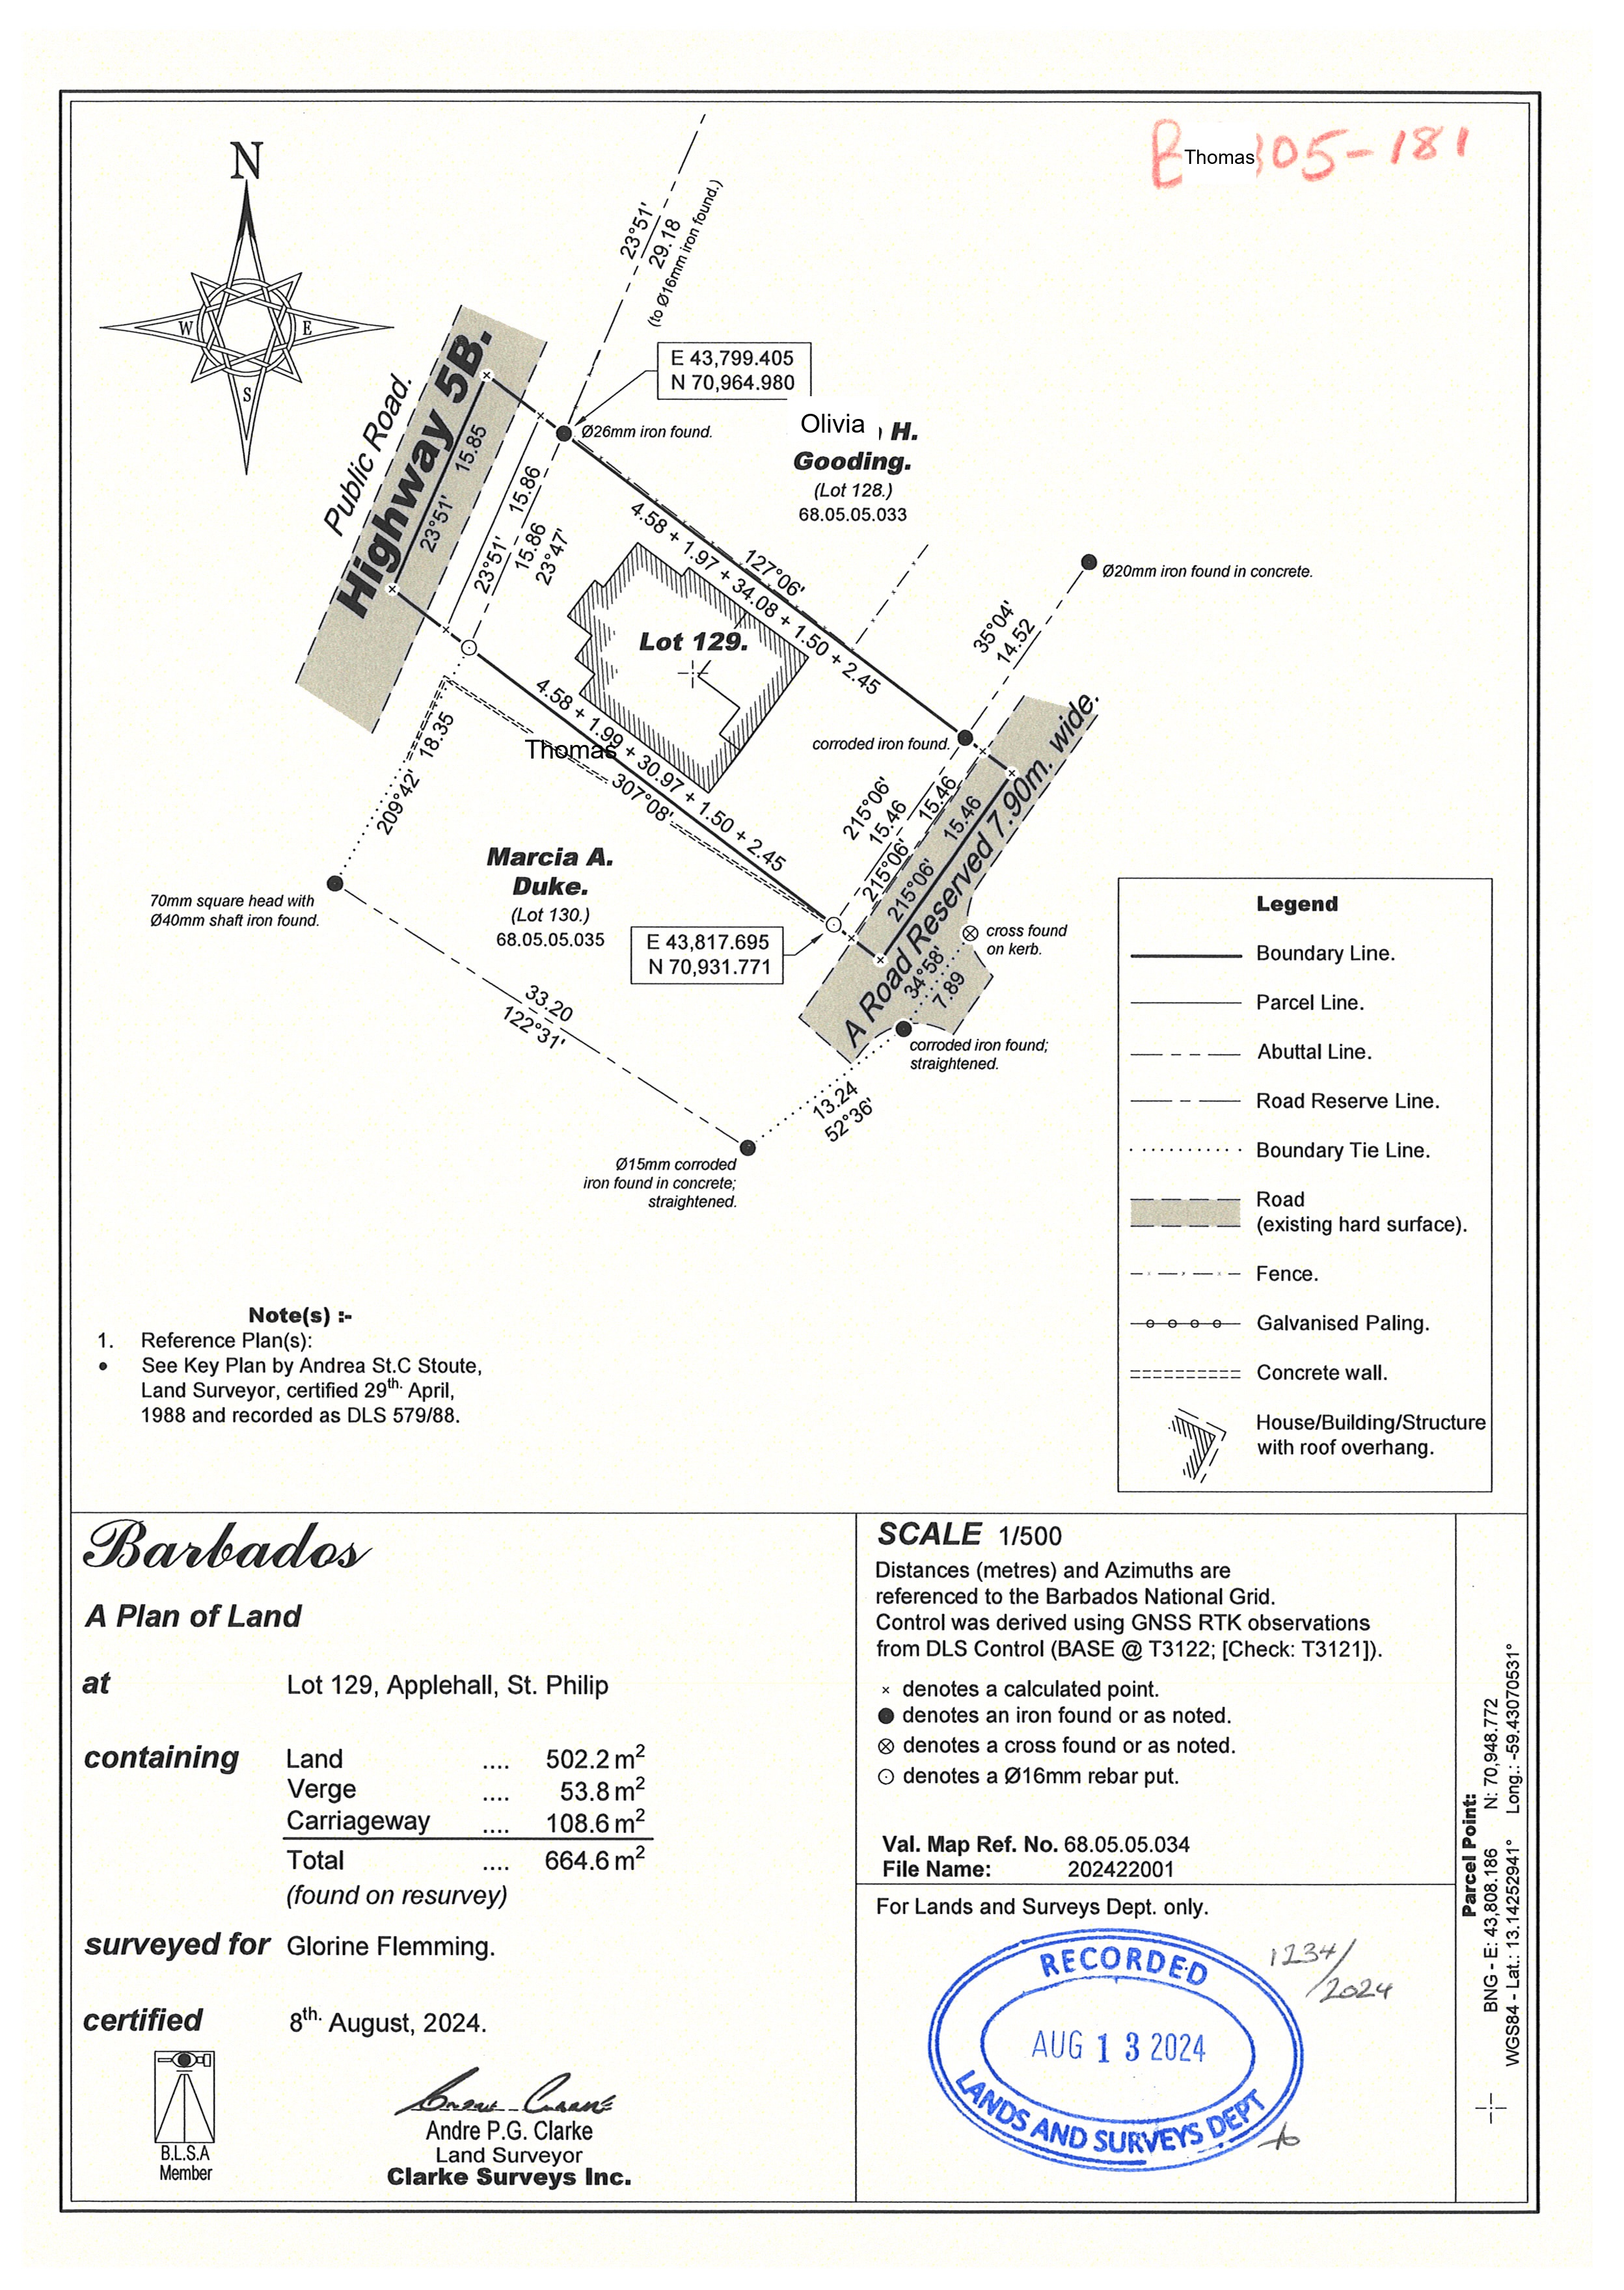 Thomas
05-181
N
W
E
S
23°51'
29.18
(to Ø16mm iron found.)
E 43,799.405
N 70,964.980
Public Road.
Highway 5B.
23°51' 15.85
Ø26mm iron found.
Olivia
H.
Gooding.
(Lot 128.)
68.05.05.033
23°51' 15.86
15.86
23°47'
127°06'
4.58 + 1.97 + 34.08 + 1.50 + 2.45
Ø20mm iron found in concrete.
35°04'
14.52
Lot 129.
corroded iron found.
4.58 + 1.99 + 30.97 + 1.50 + 2.45
Thomas
307°08'
209°42' 18.35
215°06'
15.46
215°06' 15.46
215°06' 15.46
A Road Reserved 7.90m. wide.
Marcia A.
Duke.
(Lot 130.)
68.05.05.035
70mm square head with
Ø40mm shaft iron found.
E 43,817.695
N 70,931.771
cross found
on kerb.
34°58'
7.89
33.20
122°31'
corroded iron found;
straightened.
13.24
52°36'
Ø15mm corroded
iron found in concrete;
straightened.
Legend
Boundary Line.
Parcel Line.
Abuttal Line.
Road Reserve Line.
Boundary Tie Line.
Road
(existing hard surface).
Fence.
Galvanised Paling.
Concrete wall.
House/Building/Structure
with roof overhang.
Note(s) :-
1. Reference Plan(s):
• See Key Plan by Andrea St.C Stoute,
Land Surveyor, certified 29th. April,
1988 and recorded as DLS 579/88.
Barbados
A Plan of Land
at Lot 129, Applehall, St. Philip
containing Land .... 502.2 m²
Verge .... 53.8 m²
Carriageway .... 108.6 m²
Total .... 664.6 m²
(found on resurvey)
surveyed for Glorine Flemming.
certified 8th. August, 2024.
B.L.S.A
Member
Andre P.G. Clarke
Land Surveyor
Clarke Surveys Inc.
SCALE 1/500
Distances (metres) and Azimuths are
referenced to the Barbados National Grid.
Control was derived using GNSS RTK observations
from DLS Control (BASE @ T3122; [Check: T3121]).
× denotes a calculated point.
● denotes an iron found or as noted.
⊗ denotes a cross found or as noted.
⊙ denotes a Ø16mm rebar put.
Val. Map Ref. No. 68.05.05.034
File Name: 202422001
For Lands and Surveys Dept. only.
RECORDED
AUG 13 2024
LANDS AND SURVEYS DEPT
1234/
2024
Parcel Point:
BNG - E: 43,808.186 N: 70,948.772
WGS84 - Lat.: 13.14252941° Long.: -59.43070531°